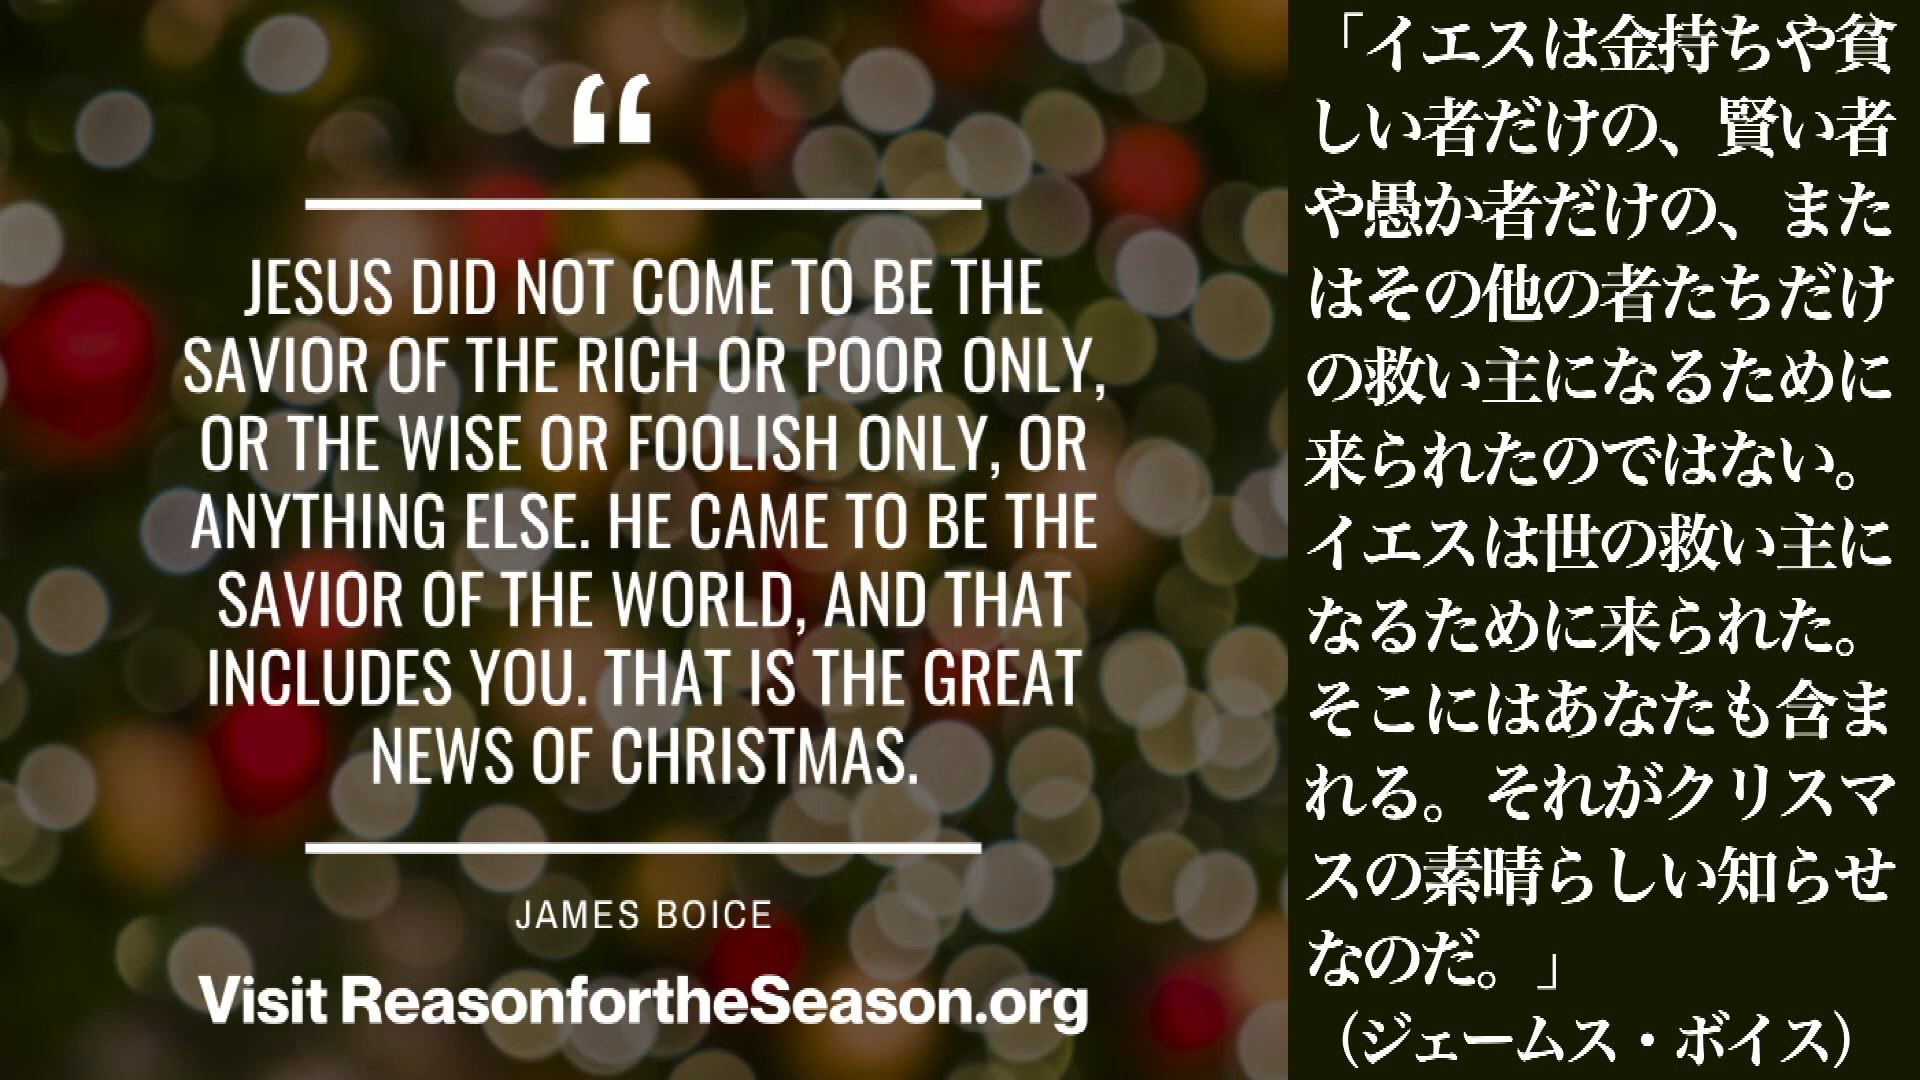 “
JESUS DID NOT COME TO BE THE
SAVIOR OF THE RICH OR POOR ONLY,
OR THE WISE OR FOOLISH ONLY, OR
ANYTHING ELSE. HE CAME TO BE THE
SAVIOR OF THE WORLD, AND THAT
INCLUDES YOU. THAT IS THE GREAT
NEWS OF CHRISTMAS.
JAMES BOICE
Visit ReasonfortheSeason.org
「イエスは金持ちや貧
しい者だけの、賢い者
や愚か者だけの、また
はその他の者たちだけ
の救い主になるために
来られたのではない。
イエスは世の救い主に
なるために来られた。
そこにはあなたも含ま
れる。それがクリスマ
スの素晴らしい知らせ
なのだ。」
（ジェームス・ボイス）